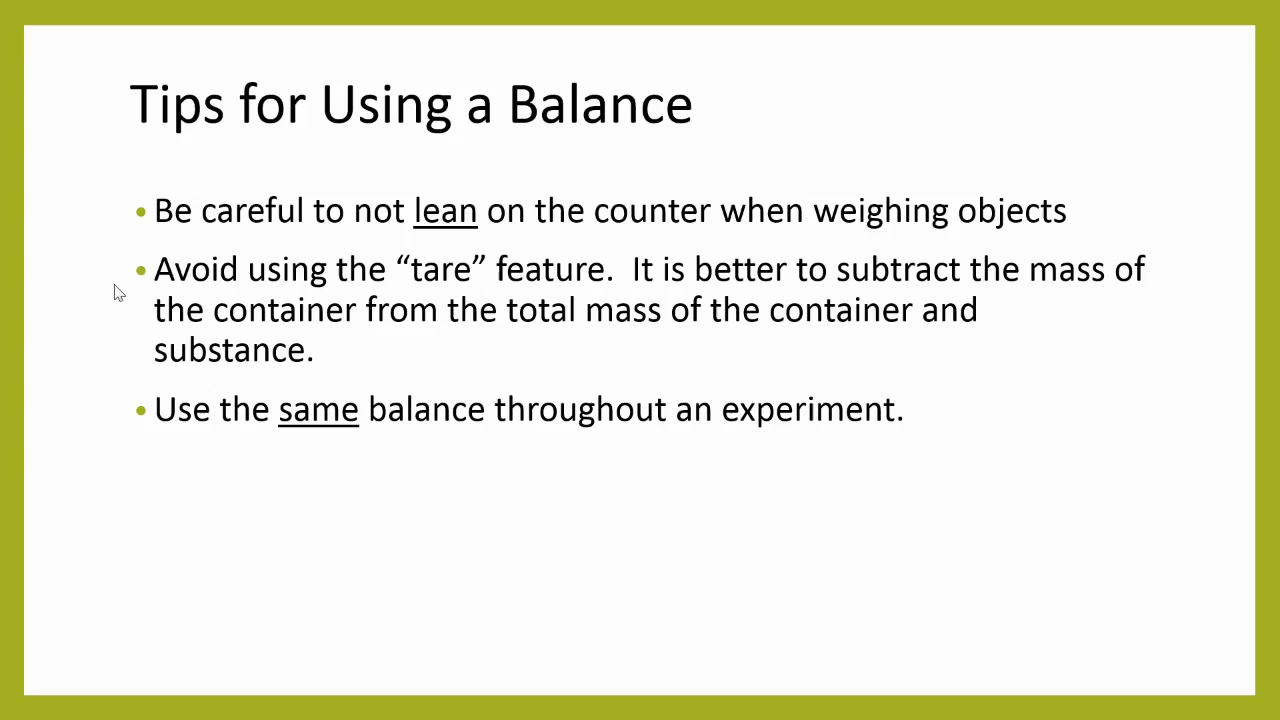 Tips for Using a Balance
• Be careful to not lean on the counter when weighing objects
• Avoid using the “tare” feature.  It is better to subtract the mass of
the container from the total mass of the container and
substance.
• Use the same balance throughout an experiment.